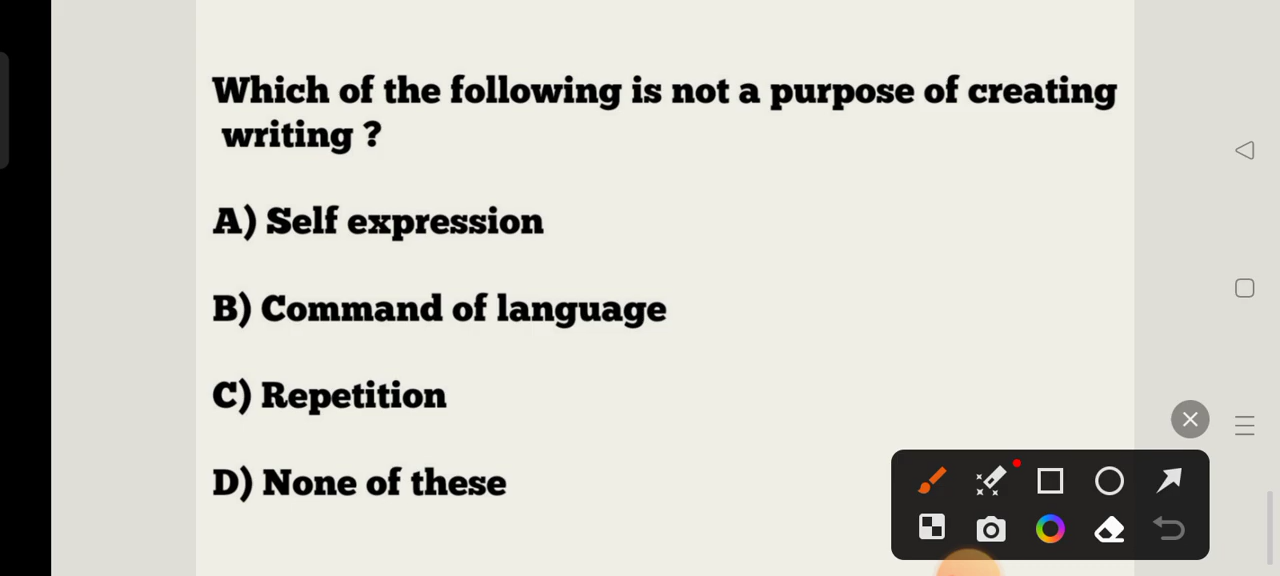 Which of the following is not a purpose of creating
writing ?
A) Self expression
B) Command of language
C) Repetition
D) None of these